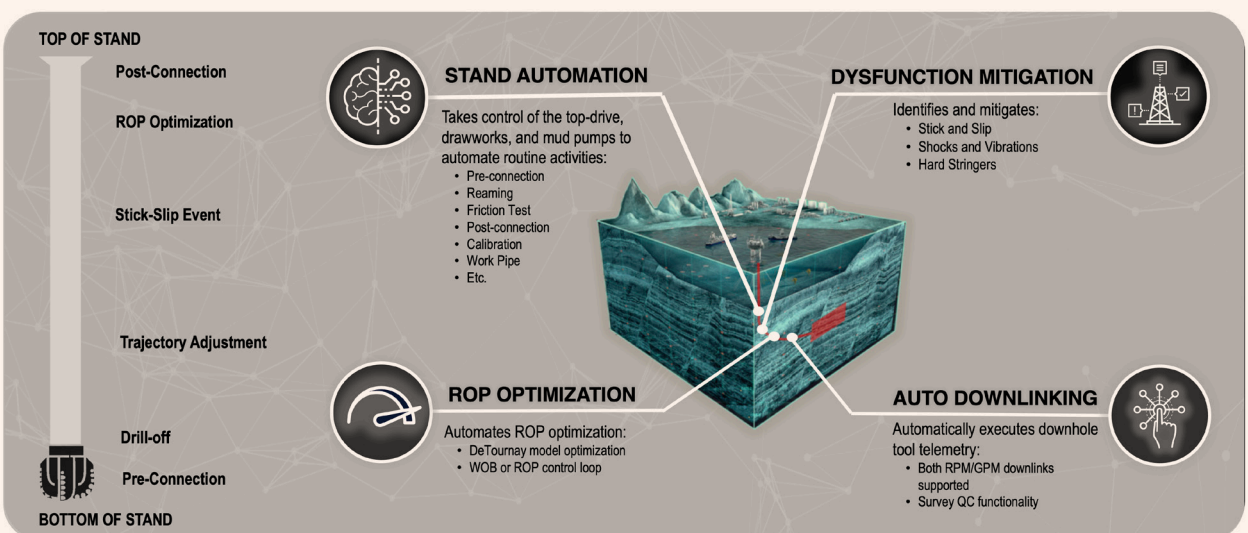 TOP OF STAND
Post-Connection
ROP Optimization
Stick-Slip Event
Trajectory Adjustment
Drill-off
Pre-Connection
BOTTOM OF STAND
STAND AUTOMATION
Takes control of the top-drive,
drawworks, and mud pumps to
automate routine activities:
• Pre-connection
• Reaming
• Friction Test
• Post-connection
• Calibration
• Work Pipe
• Etc.
DYSFUNCTION MITIGATION
Identifies and mitigates:
• Stick and Slip
• Shocks and Vibrations
• Hard Stringers
ROP OPTIMIZATION
Automates ROP optimization:
• DeTournay model optimization
• WOB or ROP control loop
AUTO DOWNLINKING
Automatically executes downhole
tool telemetry:
• Both RPM/GPM downlinks
supported
• Survey QC functionality